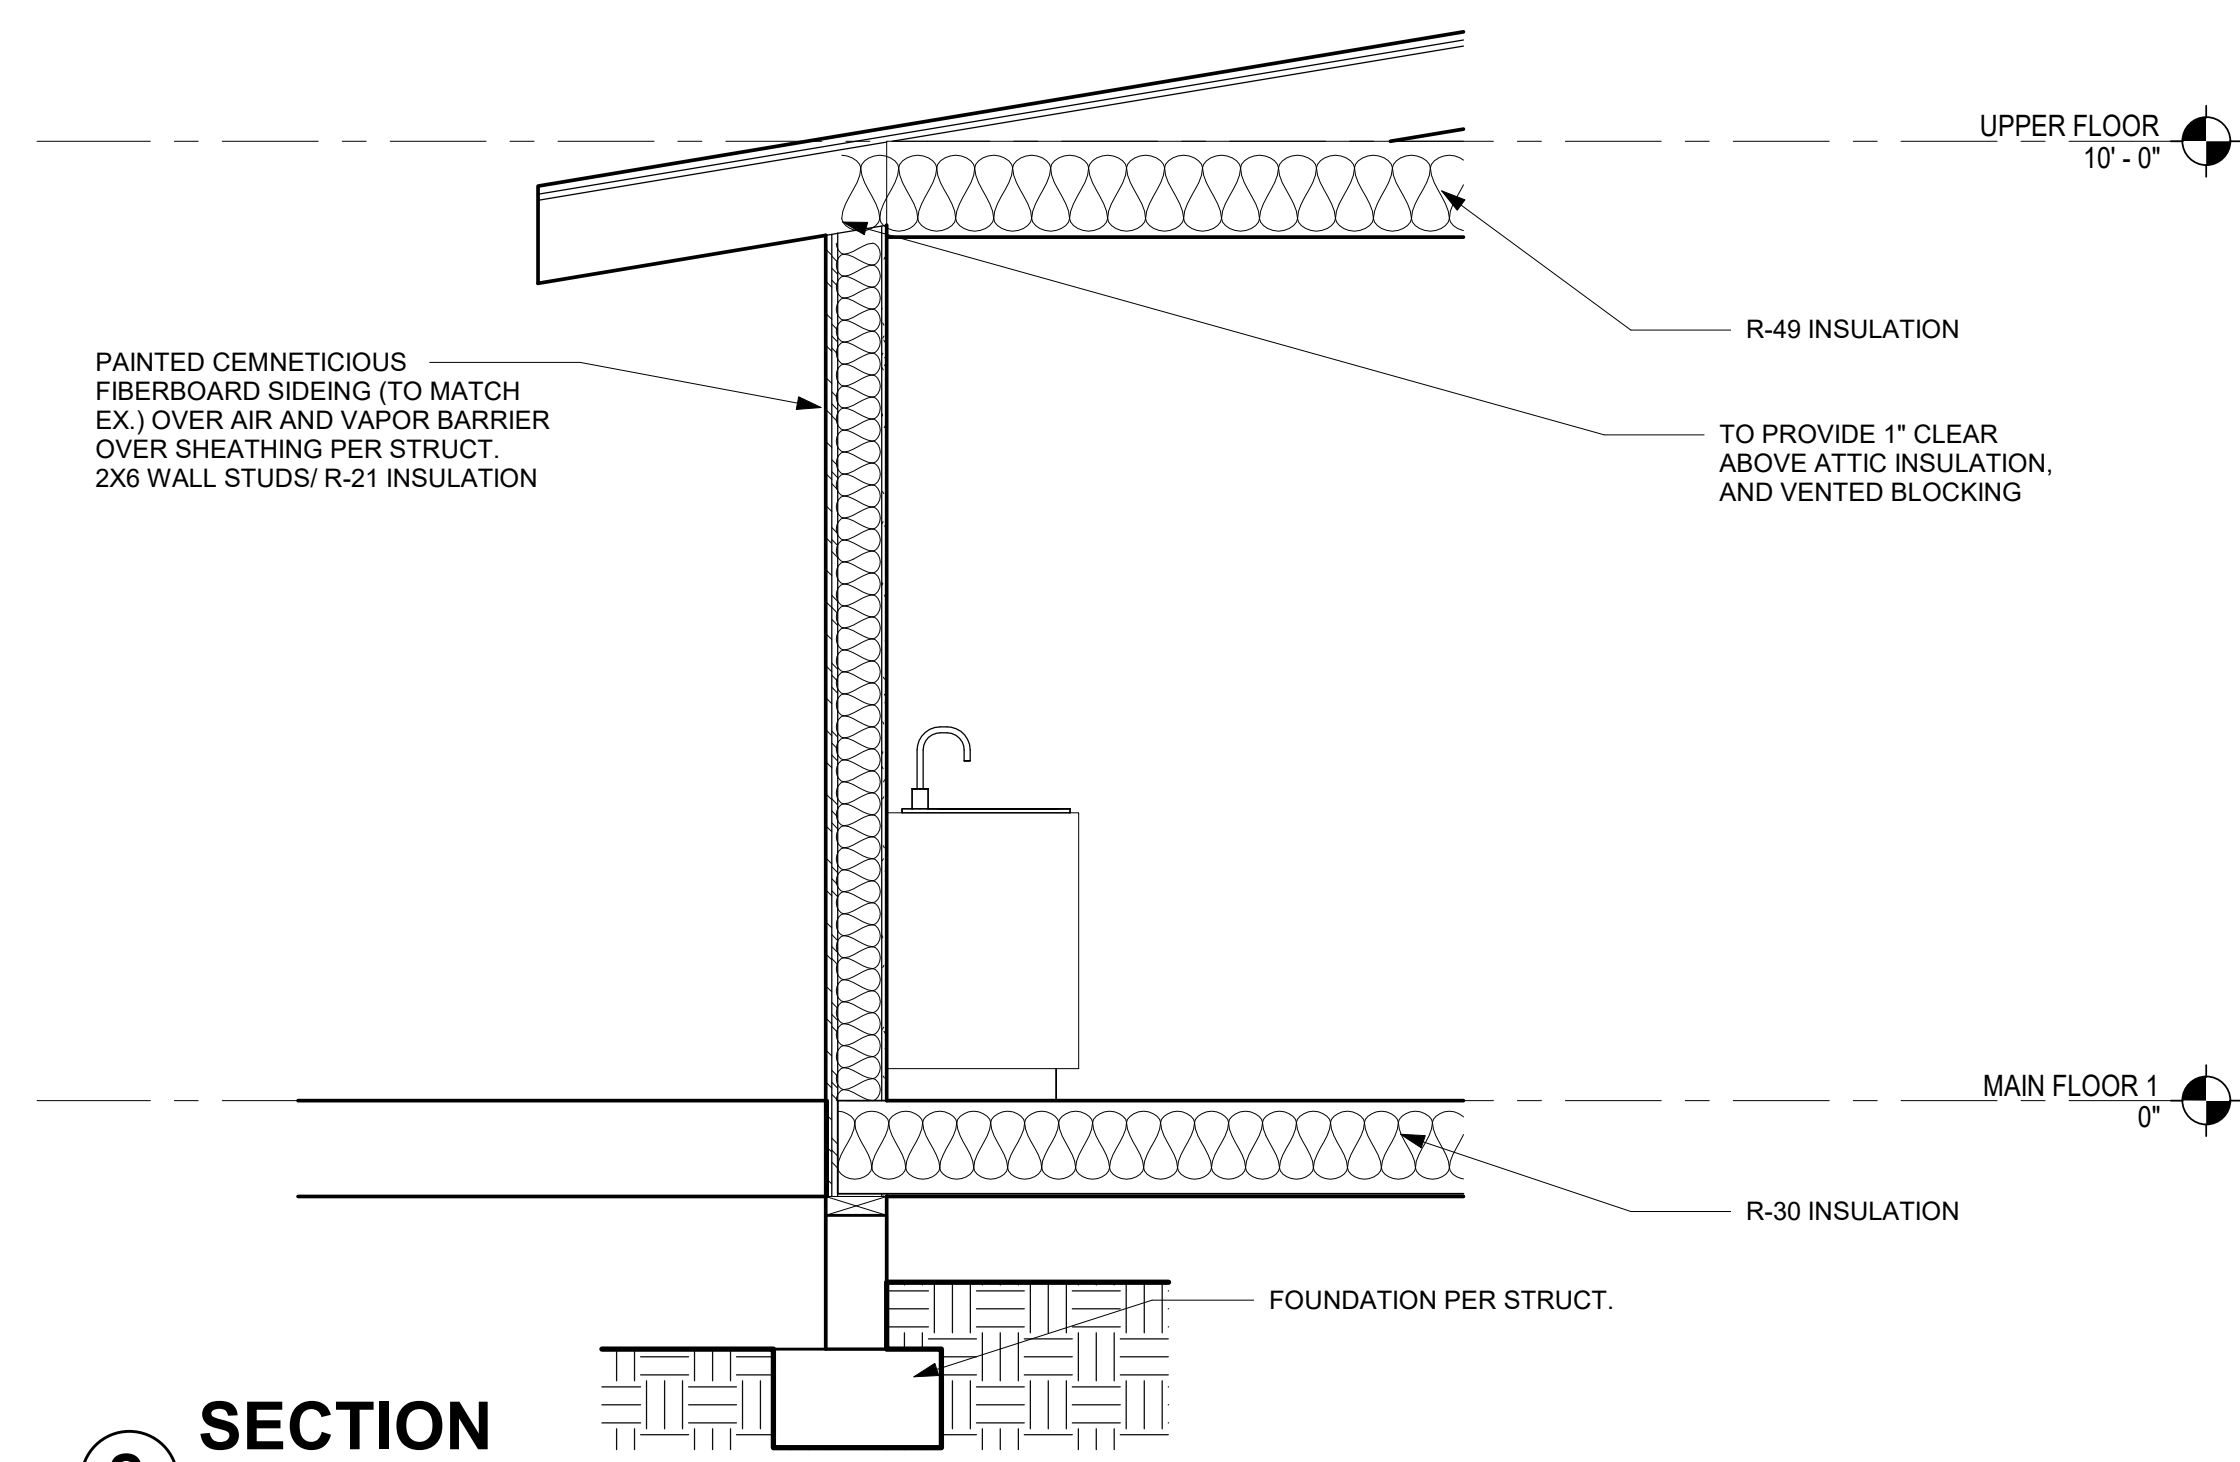 UPPER FLOOR
10' - 0"
R-49 INSULATION
PAINTED CEMNETICIOUS
FIBERBOARD SIDEING (TO MATCH
EX.) OVER AIR AND VAPOR BARRIER
OVER SHEATHING PER STRUCT.
2X6 WALL STUDS/ R-21 INSULATION
TO PROVIDE 1" CLEAR
ABOVE ATTIC INSULATION,
AND VENTED BLOCKING
MAIN FLOOR 1
0"
R-30 INSULATION
FOUNDATION PER STRUCT.
SECTION